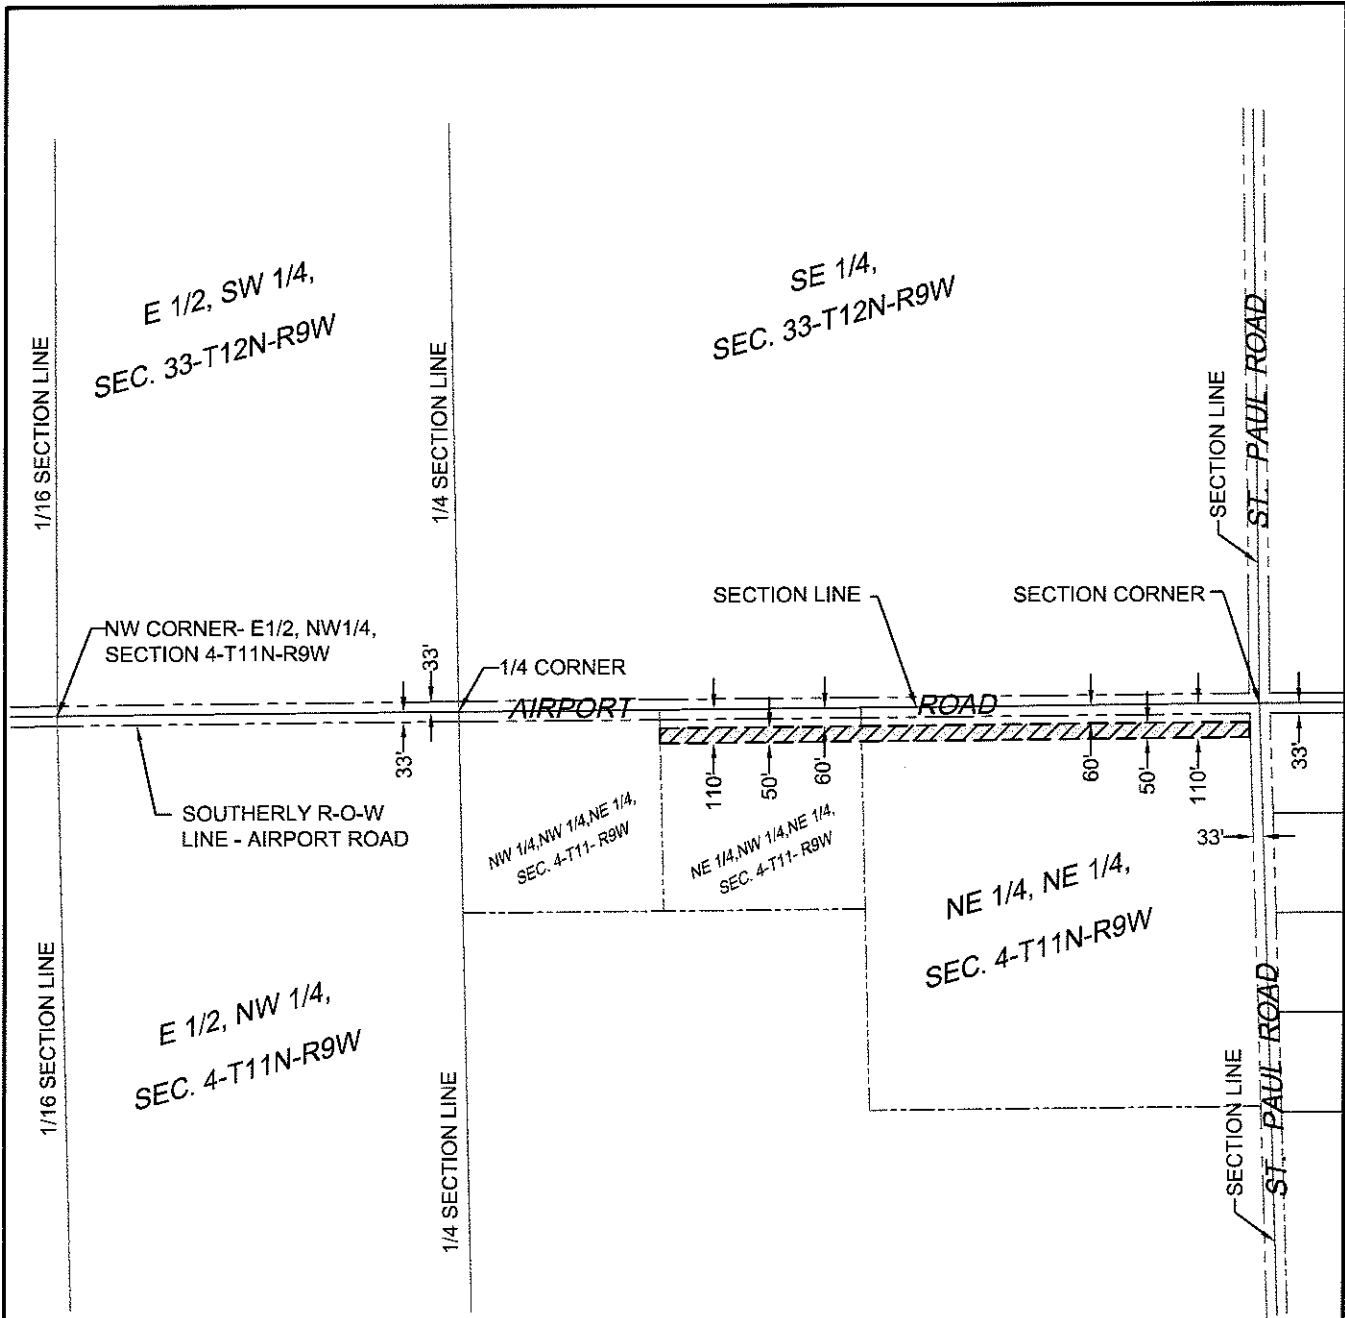 E 1/2, SW 1/4,
SEC. 33-T12N-R9W
SE 1/4,
SEC. 33-T12N-R9W
1/16 SECTION LINE
1/4 SECTION LINE
SECTION LINE
ST. PAUL ROAD
SECTION LINE
SECTION CORNER
NW CORNER- E1/2, NW1/4,
SECTION 4-T11N-R9W
33'
1/4 CORNER
AIRPORT
ROAD
33'
110'
50'
60'
60'
50'
110'
33'
SOUTHERLY R-O-W
LINE - AIRPORT ROAD
33'
NW 1/4,NW 1/4,NE 1/4,
SEC. 4-T11- R9W
NE 1/4,NW 1/4,NE 1/4,
SEC. 4-T11- R9W
NE 1/4, NE 1/4,
SEC. 4-T11N-R9W
1/16 SECTION LINE
E 1/2, NW 1/4,
SEC. 4-T11N-R9W
1/4 SECTION LINE
SECTION LINE
ST. PAUL ROAD